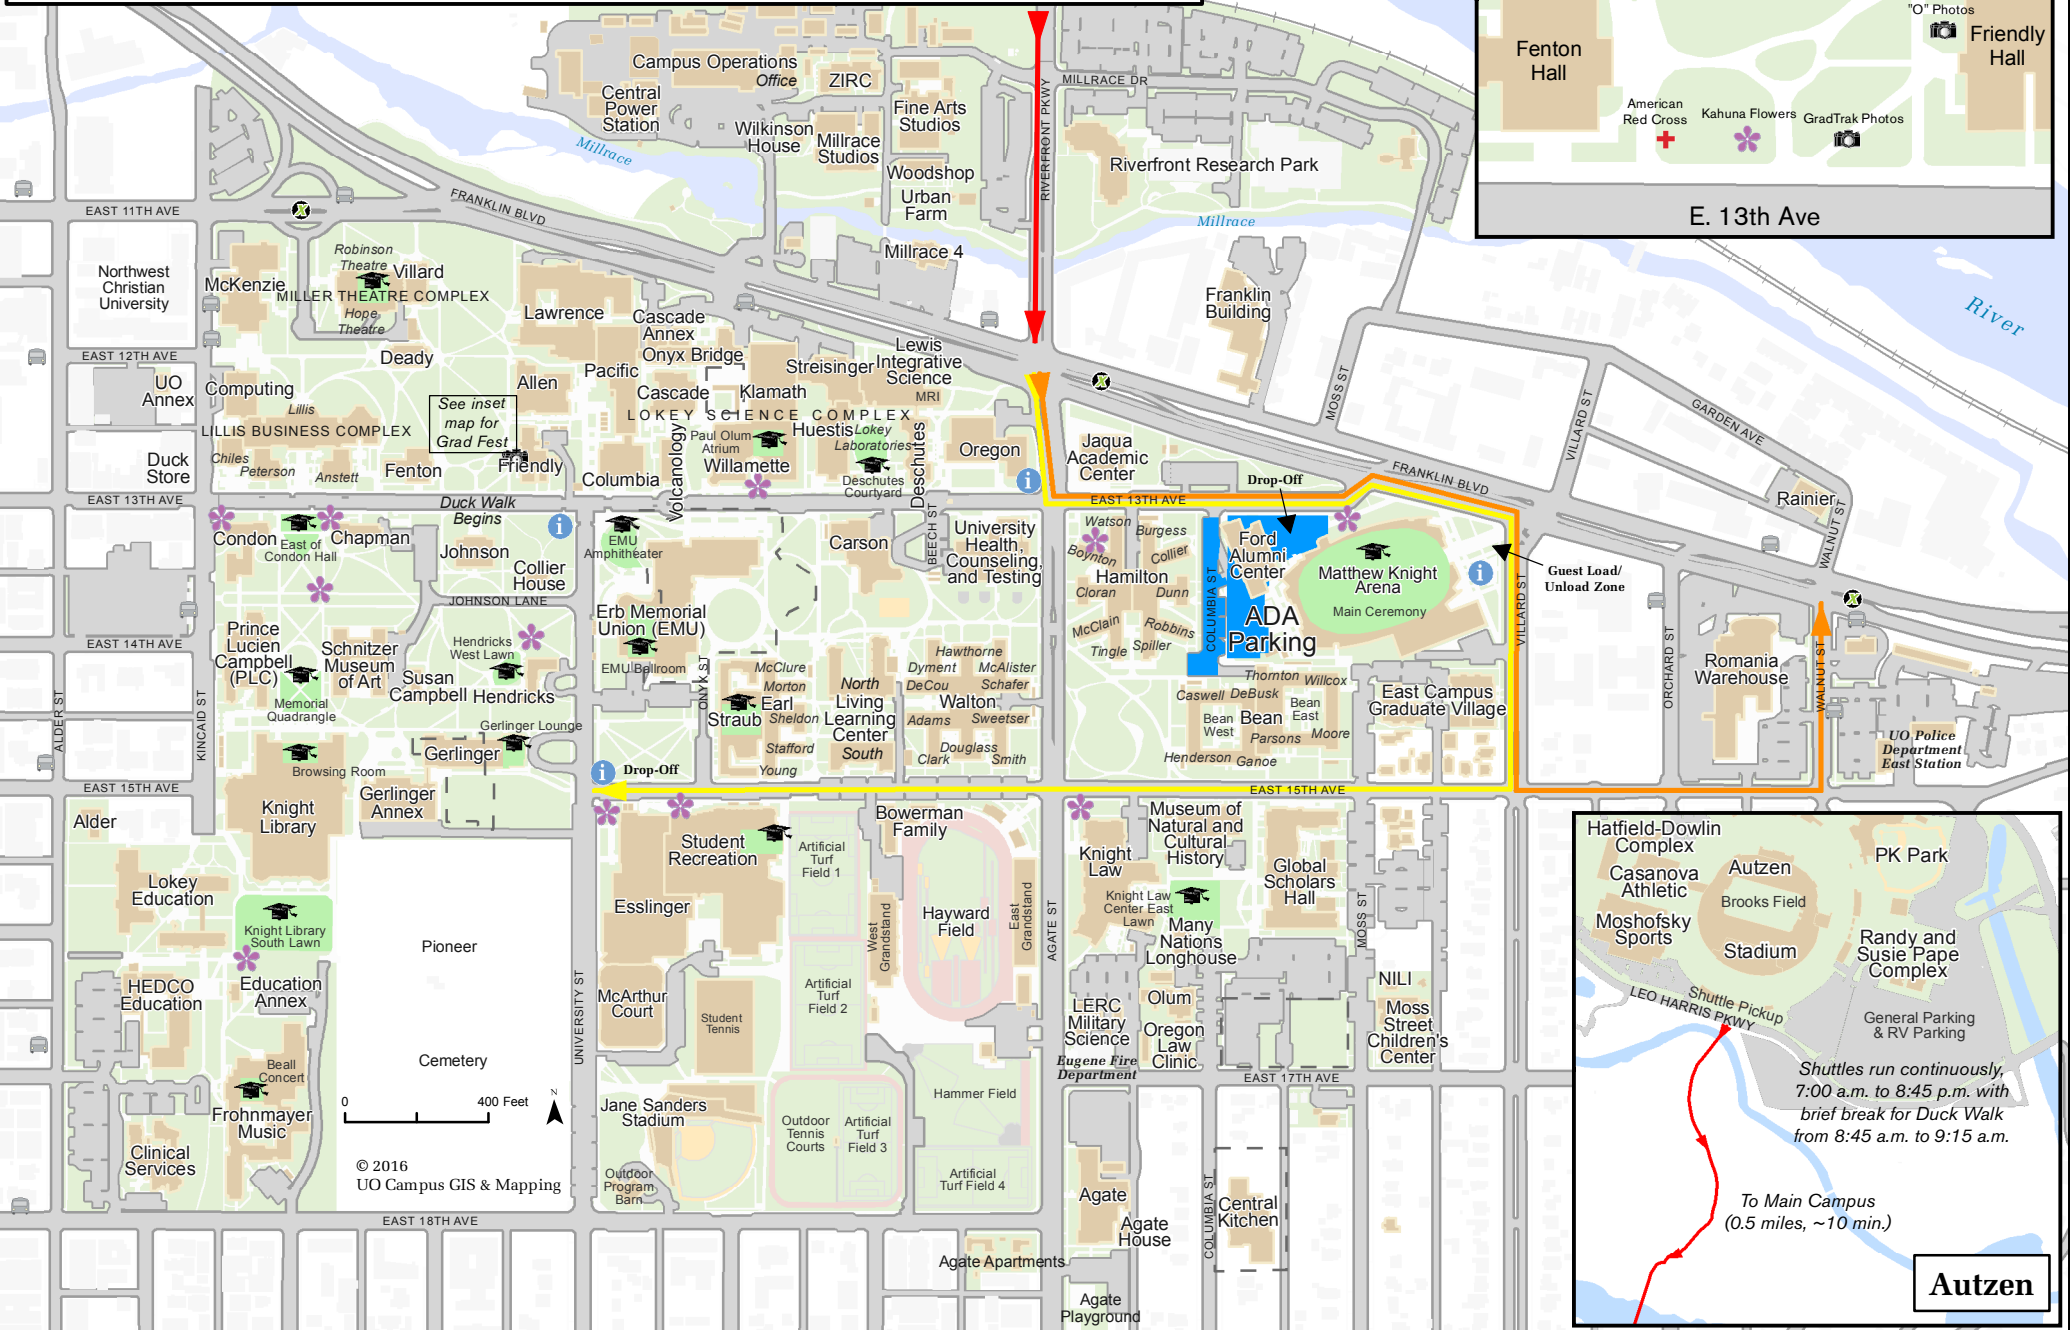 "O" Photos
Fenton
Hall
Friendly
Hall
American
Red Cross
Kahuna Flowers
GradTrak Photos
E. 13th Ave
Campus Operations
Office
ZIRC
Central
Power
Station
Fine Arts
Studios
Wilkinson
House
Millrace
Studios
Woodshop
Urban
Farm
Millrace
Millrace 4
RIVERFRONT PKWY
MILLRACE DR
Riverfront Research Park
Millrace
River
Franklin
Building
FRANKLIN BLVD
EAST 11TH AVE
Northwest
Christian
University
McKenzie
Robinson
Theatre
Villard
MILLER THEATRE COMPLEX
Hope
Theatre
Deady
Lawrence
Cascade
Annex
Onyx Bridge
Pacific
Cascade
Klamath
Streisinger
Lewis
Integrative
Science
MRI
EAST 12TH AVE
UO
Annex
Computing
Lillis
LILLIS BUSINESS COMPLEX
Chiles
Peterson
Anstett
Fenton
Allen
See inset
map for
Grad Fest
Friendly
LOKEY SCIENCE COMPLEX
Paul Olum
Atrium
Willamette
Huestis
Lokey
Laboratories
Deschutes
Courtyard
Deschutes
Oregon
Columbia
Volcanology
Duck
Store
EAST 13TH AVE
Duck Walk
Begins
Jaqua
Academic
Center
EAST 13TH AVE
Drop-Off
FRANKLIN BLVD
MOSS ST
VILLARD ST
GARDEN AVE
Rainier
WALNUT ST
Condon
East of
Condon Hall
Chapman
Johnson
Collier
House
JOHNSON LANE
EMU
Amphitheater
Carson
BEECH ST
University
Health,
Counseling,
and Testing
Watson
Burgess
Boynton
Collier
Hamilton
Cloran
Dunn
McClain
Robbins
Tingle
Spiller
COLUMBIA ST
Ford
Alumni
Center
ADA
Parking
Matthew Knight
Arena
Main Ceremony
Guest Load/
Unload Zone
VILLARD ST
EAST 14TH AVE
Prince
Lucien
Campbell
(PLC)
Schnitzer
Museum
of Art
Hendricks
West Lawn
Susan
Campbell
Hendricks
Memorial
Quadrangle
Gerlinger Lounge
Gerlinger
Erb Memorial
Union (EMU)
EMU Ballroom
ONYX ST
McClure
Morton
Earl
Straub
Sheldon
Stafford
Young
North
Living
Learning
Center
South
Hawthorne
Dyment
McAlister
DeCou
Schafer
Walton
Adams
Sweetser
Douglass
Clark
Smith
Thornton
Willcox
Caswell
DeBusk
Bean
West
Bean
Bean
East
Parsons
Moore
Henderson
Ganoe
East Campus
Graduate Village
ORCHARD ST
Romania
Warehouse
WALNUT ST
UO Police
Department
East Station
ALDER ST
KINCAID ST
Browsing Room
Knight
Library
Gerlinger
Annex
EAST 15TH AVE
Drop-Off
EAST 15TH AVE
Alder
Lokey
Education
Knight Library
South Lawn
Education
Annex
HEDCO
Education
Beall
Concert
Frohnmayer
Music
Clinical
Services
Pioneer
Cemetery
0
400 Feet
N
© 2016
UO Campus GIS & Mapping
UNIVERSITY ST
Student
Recreation
Esslinger
McArthur
Court
Student
Tennis
Artificial
Turf
Field 1
Artificial
Turf
Field 2
Bowerman
Family
West
Grandstand
Hayward
Field
East
Grandstand
AGATE ST
Hammer Field
Jane Sanders
Stadium
Outdoor
Program
Barn
Outdoor
Tennis
Courts
Artificial
Turf
Field 3
Artificial
Turf Field 4
Knight
Law
Museum of
Natural and
Cultural
History
Knight Law
Center East
Lawn
Many
Nations
Longhouse
Global
Scholars
Hall
MOSS ST
LERC
Military
Science
Eugene Fire
Department
Olum
Oregon
Law
Clinic
NILI
Moss
Street
Children's
Center
EAST 17TH AVE
EAST 18TH AVE
Agate
Agate
House
COLUMBIA ST
Central
Kitchen
Agate Apartments
Agate
Playground
Hatfield-Dowlin
Complex
Casanova
Athletic
Moshofsky
Sports
Autzen
Brooks Field
Stadium
PK Park
Randy and
Susie Pape
Complex
Shuttle Pickup
LEO HARRIS PKWY
General Parking
& RV Parking
Shuttles run continuously,
7:00 a.m. to 8:45 p.m. with
brief break for Duck Walk
from 8:45 a.m. to 9:15 a.m.
To Main Campus
(0.5 miles, ~10 min.)
Autzen